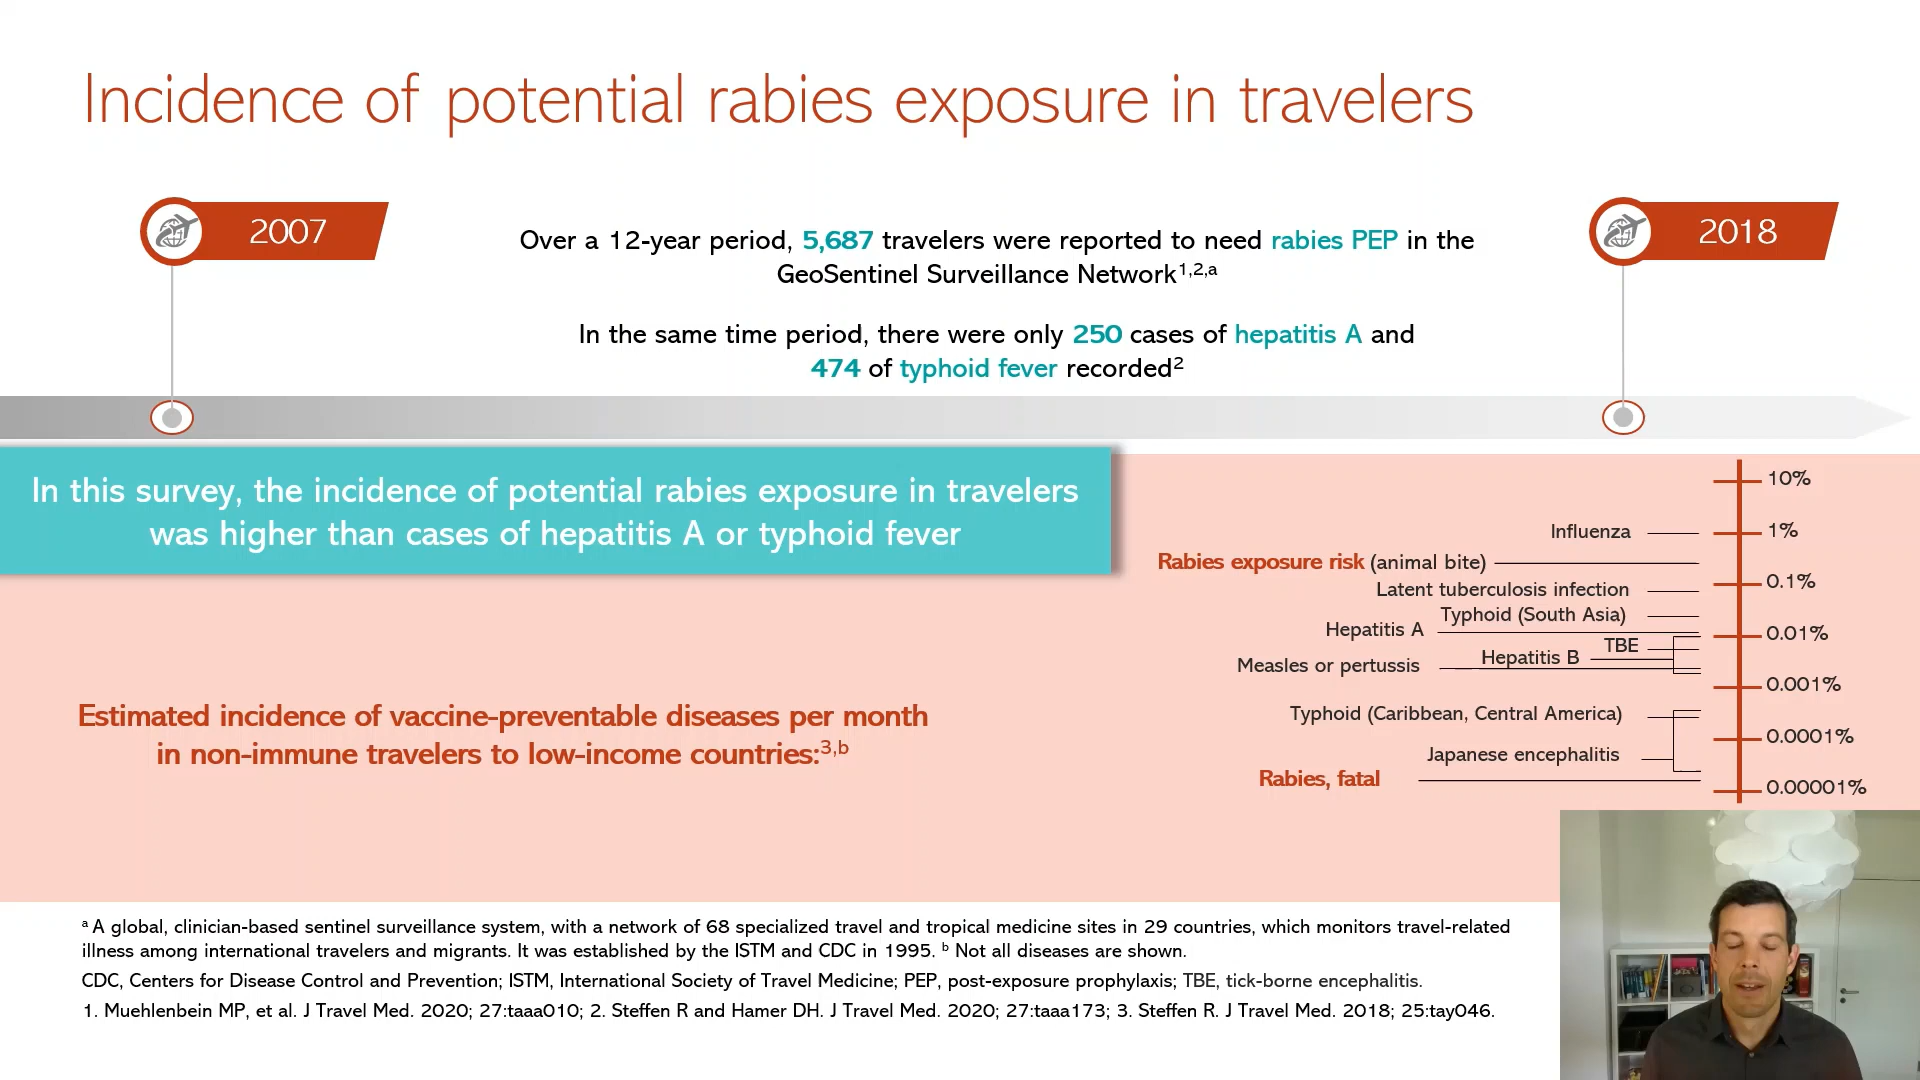 Incidence of potential rabies exposure in travelers
2007
2018
Over a 12-year period, 5,687 travelers were reported to need rabies PEP in the
GeoSentinel Surveillance Network1,2,a
In the same time period, there were only 250 cases of hepatitis A and
474 of typhoid fever recorded2
In this survey, the incidence of potential rabies exposure in travelers
was higher than cases of hepatitis A or typhoid fever
Estimated incidence of vaccine-preventable diseases per month
in non-immune travelers to low-income countries:3,b
10%
Influenza
1%
Rabies exposure risk (animal bite)
0.1%
Latent tuberculosis infection
Typhoid (South Asia)
Hepatitis A
0.01%
TBE
Hepatitis B
Measles or pertussis
0.001%
Typhoid (Caribbean, Central America)
0.0001%
Japanese encephalitis
Rabies, fatal
0.00001%
a A global, clinician-based sentinel surveillance system, with a network of 68 specialized travel and tropical medicine sites in 29 countries, which monitors travel-related
illness among international travelers and migrants. It was established by the ISTM and CDC in 1995. b Not all diseases are shown.
CDC, Centers for Disease Control and Prevention; ISTM, International Society of Travel Medicine; PEP, post-exposure prophylaxis; TBE, tick-borne encephalitis.
1. Muehlenbein MP, et al. J Travel Med. 2020; 27:taaa010; 2. Steffen R and Hamer DH. J Travel Med. 2020; 27:taaa173; 3. Steffen R. J Travel Med. 2018; 25:tay046.